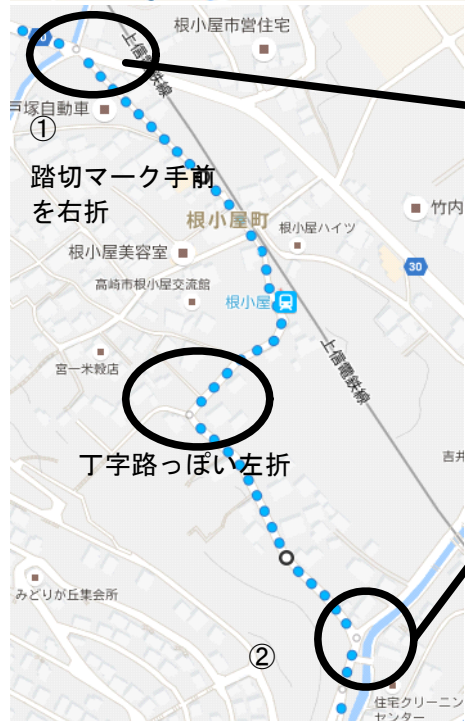 根小屋市営住宅
上信電鉄線
戸塚自動車
①
踏切マーク手前
を右折
根小屋町
竹内
根小屋ハイツ
根小屋美容室
30
高崎市根小屋交流館
根小屋
上信電鉄線
宮一米穀店
丁字路っぽい左折
吉井
みどりが丘集会所
②
住宅クリーニン
センター